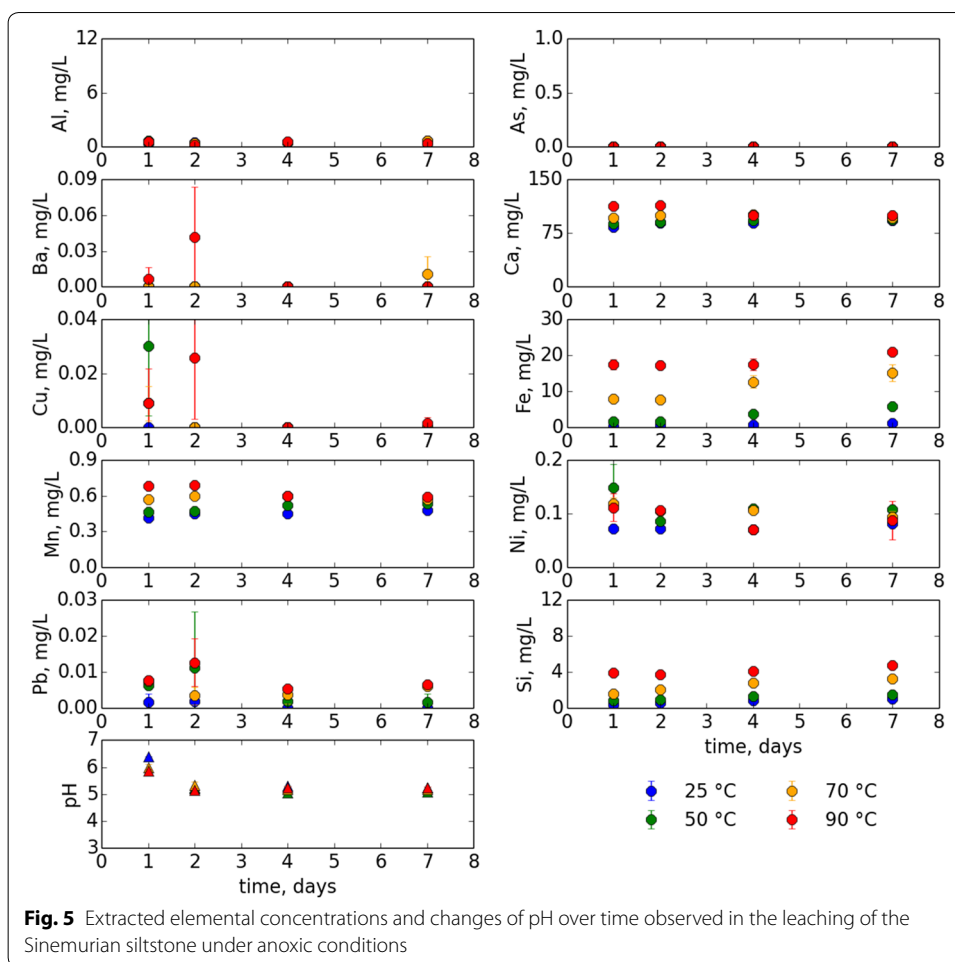 12
6
0
Al, mg/L
0 1 2 3 4 5 6 7 8
1.0
0.5
0.0
As, mg/L
0 1 2 3 4 5 6 7 8
0.09
0.06
0.03
0.00
Ba, mg/L
0 1 2 3 4 5 6 7 8
150
75
0
Ca, mg/L
0 1 2 3 4 5 6 7 8
0.04
0.02
0.00
Cu, mg/L
0 1 2 3 4 5 6 7 8
30
20
10
0
Fe, mg/L
0 1 2 3 4 5 6 7 8
0.9
0.6
0.3
0.0
Mn, mg/L
0 1 2 3 4 5 6 7 8
0.2
0.1
0.0
Ni, mg/L
0 1 2 3 4 5 6 7 8
0.03
0.02
0.01
0.00
Pb, mg/L
0 1 2 3 4 5 6 7 8
12
8
4
0
Si, mg/L
0 1 2 3 4 5 6 7 8
time, days
7
6
5
4
3
pH
0 1 2 3 4 5 6 7 8
time, days
25 °C
50 °C
70 °C
90 °C
Fig. 5 Extracted elemental concentrations and changes of pH over time observed in the leaching of the
Sinemurian siltstone under anoxic conditions